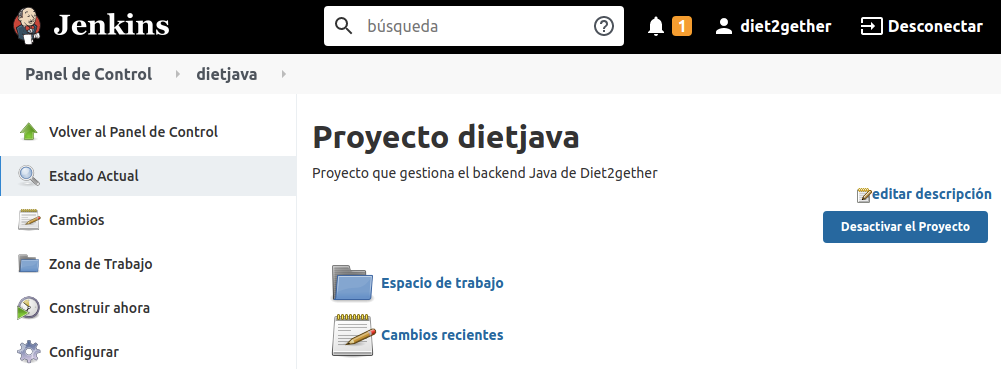 Jenkins
búsqueda
1
diet2gether
Desconectar
Panel de Control
dietjava
Volver al Panel de Control
Estado Actual
Cambios
Zona de Trabajo
Construir ahora
Configurar
Proyecto dietjava
Proyecto que gestiona el backend Java de Diet2gether
editar descripción
Desactivar el Proyecto
Espacio de trabajo
Cambios recientes